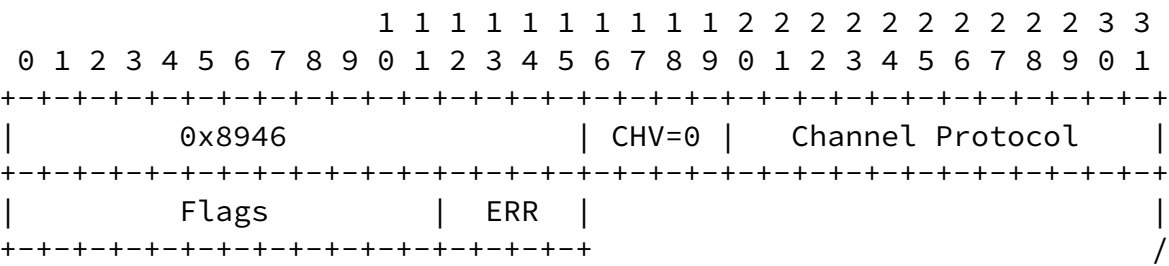 1 1 1 1 1 1 1 1 1 1 2 2 2 2 2 2 2 2 2 2 3 3
 0 1 2 3 4 5 6 7 8 9 0 1 2 3 4 5 6 7 8 9 0 1 2 3 4 5 6 7 8 9 0 1
+-+-+-+-+-+-+-+-+-+-+-+-+-+-+-+-+-+-+-+-+-+-+-+-+-+-+-+-+-+-+-+-+
|         0x8946                | CHV=0 |   Channel Protocol    |
+-+-+-+-+-+-+-+-+-+-+-+-+-+-+-+-+-+-+-+-+-+-+-+-+-+-+-+-+-+-+-+-+
|         Flags         |  ERR  |                               |
+-+-+-+-+-+-+-+-+-+-+-+-+-+-+-+-+                               /